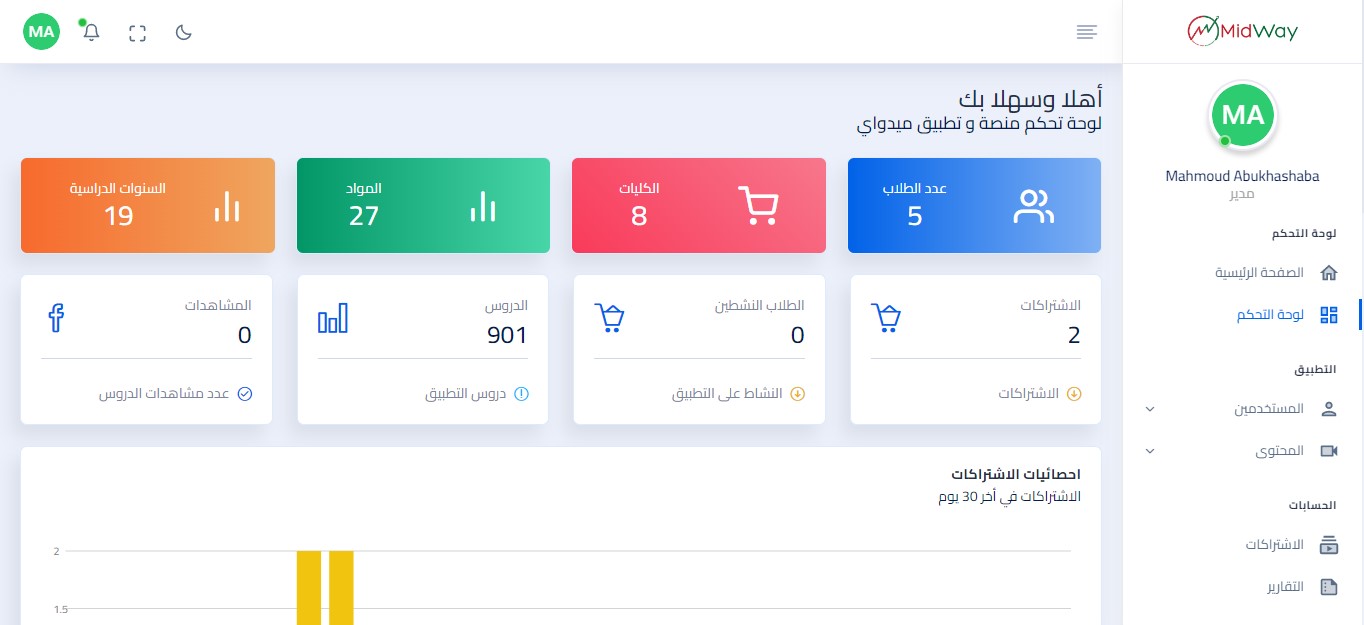 MidWay
MA
MA
Mahmoud Abukhashaba
مدير
لوحة التحكم
الصفحة الرئيسية
لوحة التحكم
التطبيق
المستخدمين
المحتوى
الحسابات
الاشتراكات
التقارير
أهلا وسهلا بك
لوحة تحكم منصة و تطبيق ميدواي
عدد الطلاب
5
الكليات
8
المواد
27
السنوات الدراسية
19
الاشتراكات
2
الاشتراكات
الطلاب النشطين
0
النشاط على التطبيق
الدروس
901
دروس التطبيق
المشاهدات
0
عدد مشاهدات الدروس
احصائيات الاشتراكات
الاشتراكات في أخر 30 يوم
2
1.5